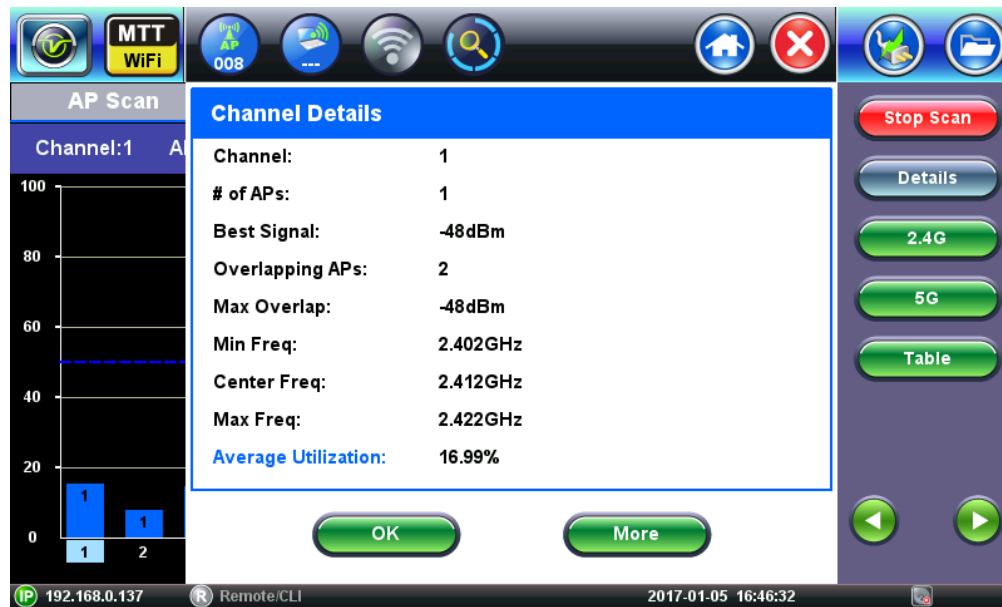 MTT
WiFi
AP
008
---
AP Scan
Channel Details
Stop Scan
Channel:1
Channel: 1
# of APs: 1
Details
Best Signal: -48dBm
2.4G
Overlapping APs: 2
Max Overlap: -48dBm
5G
Min Freq: 2.402GHz
Table
Center Freq: 2.412GHz
Max Freq: 2.422GHz
Average Utilization: 16.99%
100
80
60
40
20
0
1
1
1 2
OK More
IP 192.168.0.137 R Remote/CLI 2017-01-05 16:46:32